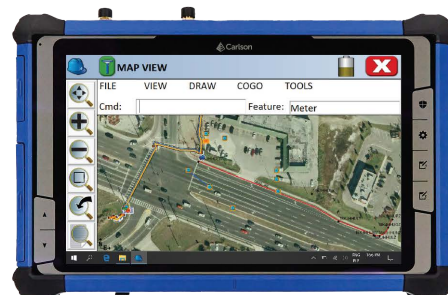 Carlson
MAP VIEW
FILE VIEW DRAW COGO TOOLS
Cmd: Feature: Meter